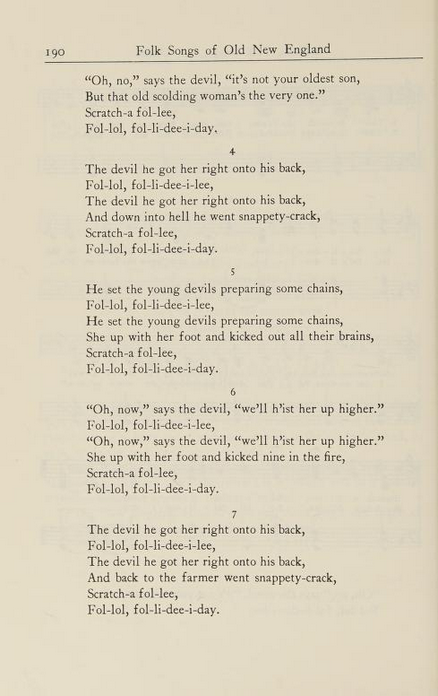 190 Folk Songs of Old New England
"Oh, no," says the devil, "it's not your oldest son,
But that old scolding woman's the very one."
Scratch-a fol-lee,
Fol-lol, fol-li-dee-i-day.
4
The devil he got her right onto his back,
Fol-lol, fol-li-dee-i-lee,
The devil he got her right onto his back,
And down into hell he went snappety-crack,
Scratch-a fol-lee,
Fol-lol, fol-li-dee-i-day.
5
He set the young devils preparing some chains,
Fol-lol, fol-li-dee-i-lee,
He set the young devils preparing some chains,
She up with her foot and kicked out all their brains,
Scratch-a fol-lee,
Fol-lol, fol-li-dee-i-day.
6
"Oh, now," says the devil, "we'll h'ist her up higher."
Fol-lol, fol-li-dee-i-lee,
"Oh, now," says the devil, "we'll h'ist her up higher."
She up with her foot and kicked nine in the fire,
Scratch-a fol-lee,
Fol-lol, fol-li-dee-i-day.
7
The devil he got her right onto his back,
Fol-lol, fol-li-dee-i-lee,
The devil he got her right onto his back,
And back to the farmer went snappety-crack,
Scratch-a fol-lee,
Fol-lol, fol-li-dee-i-day.